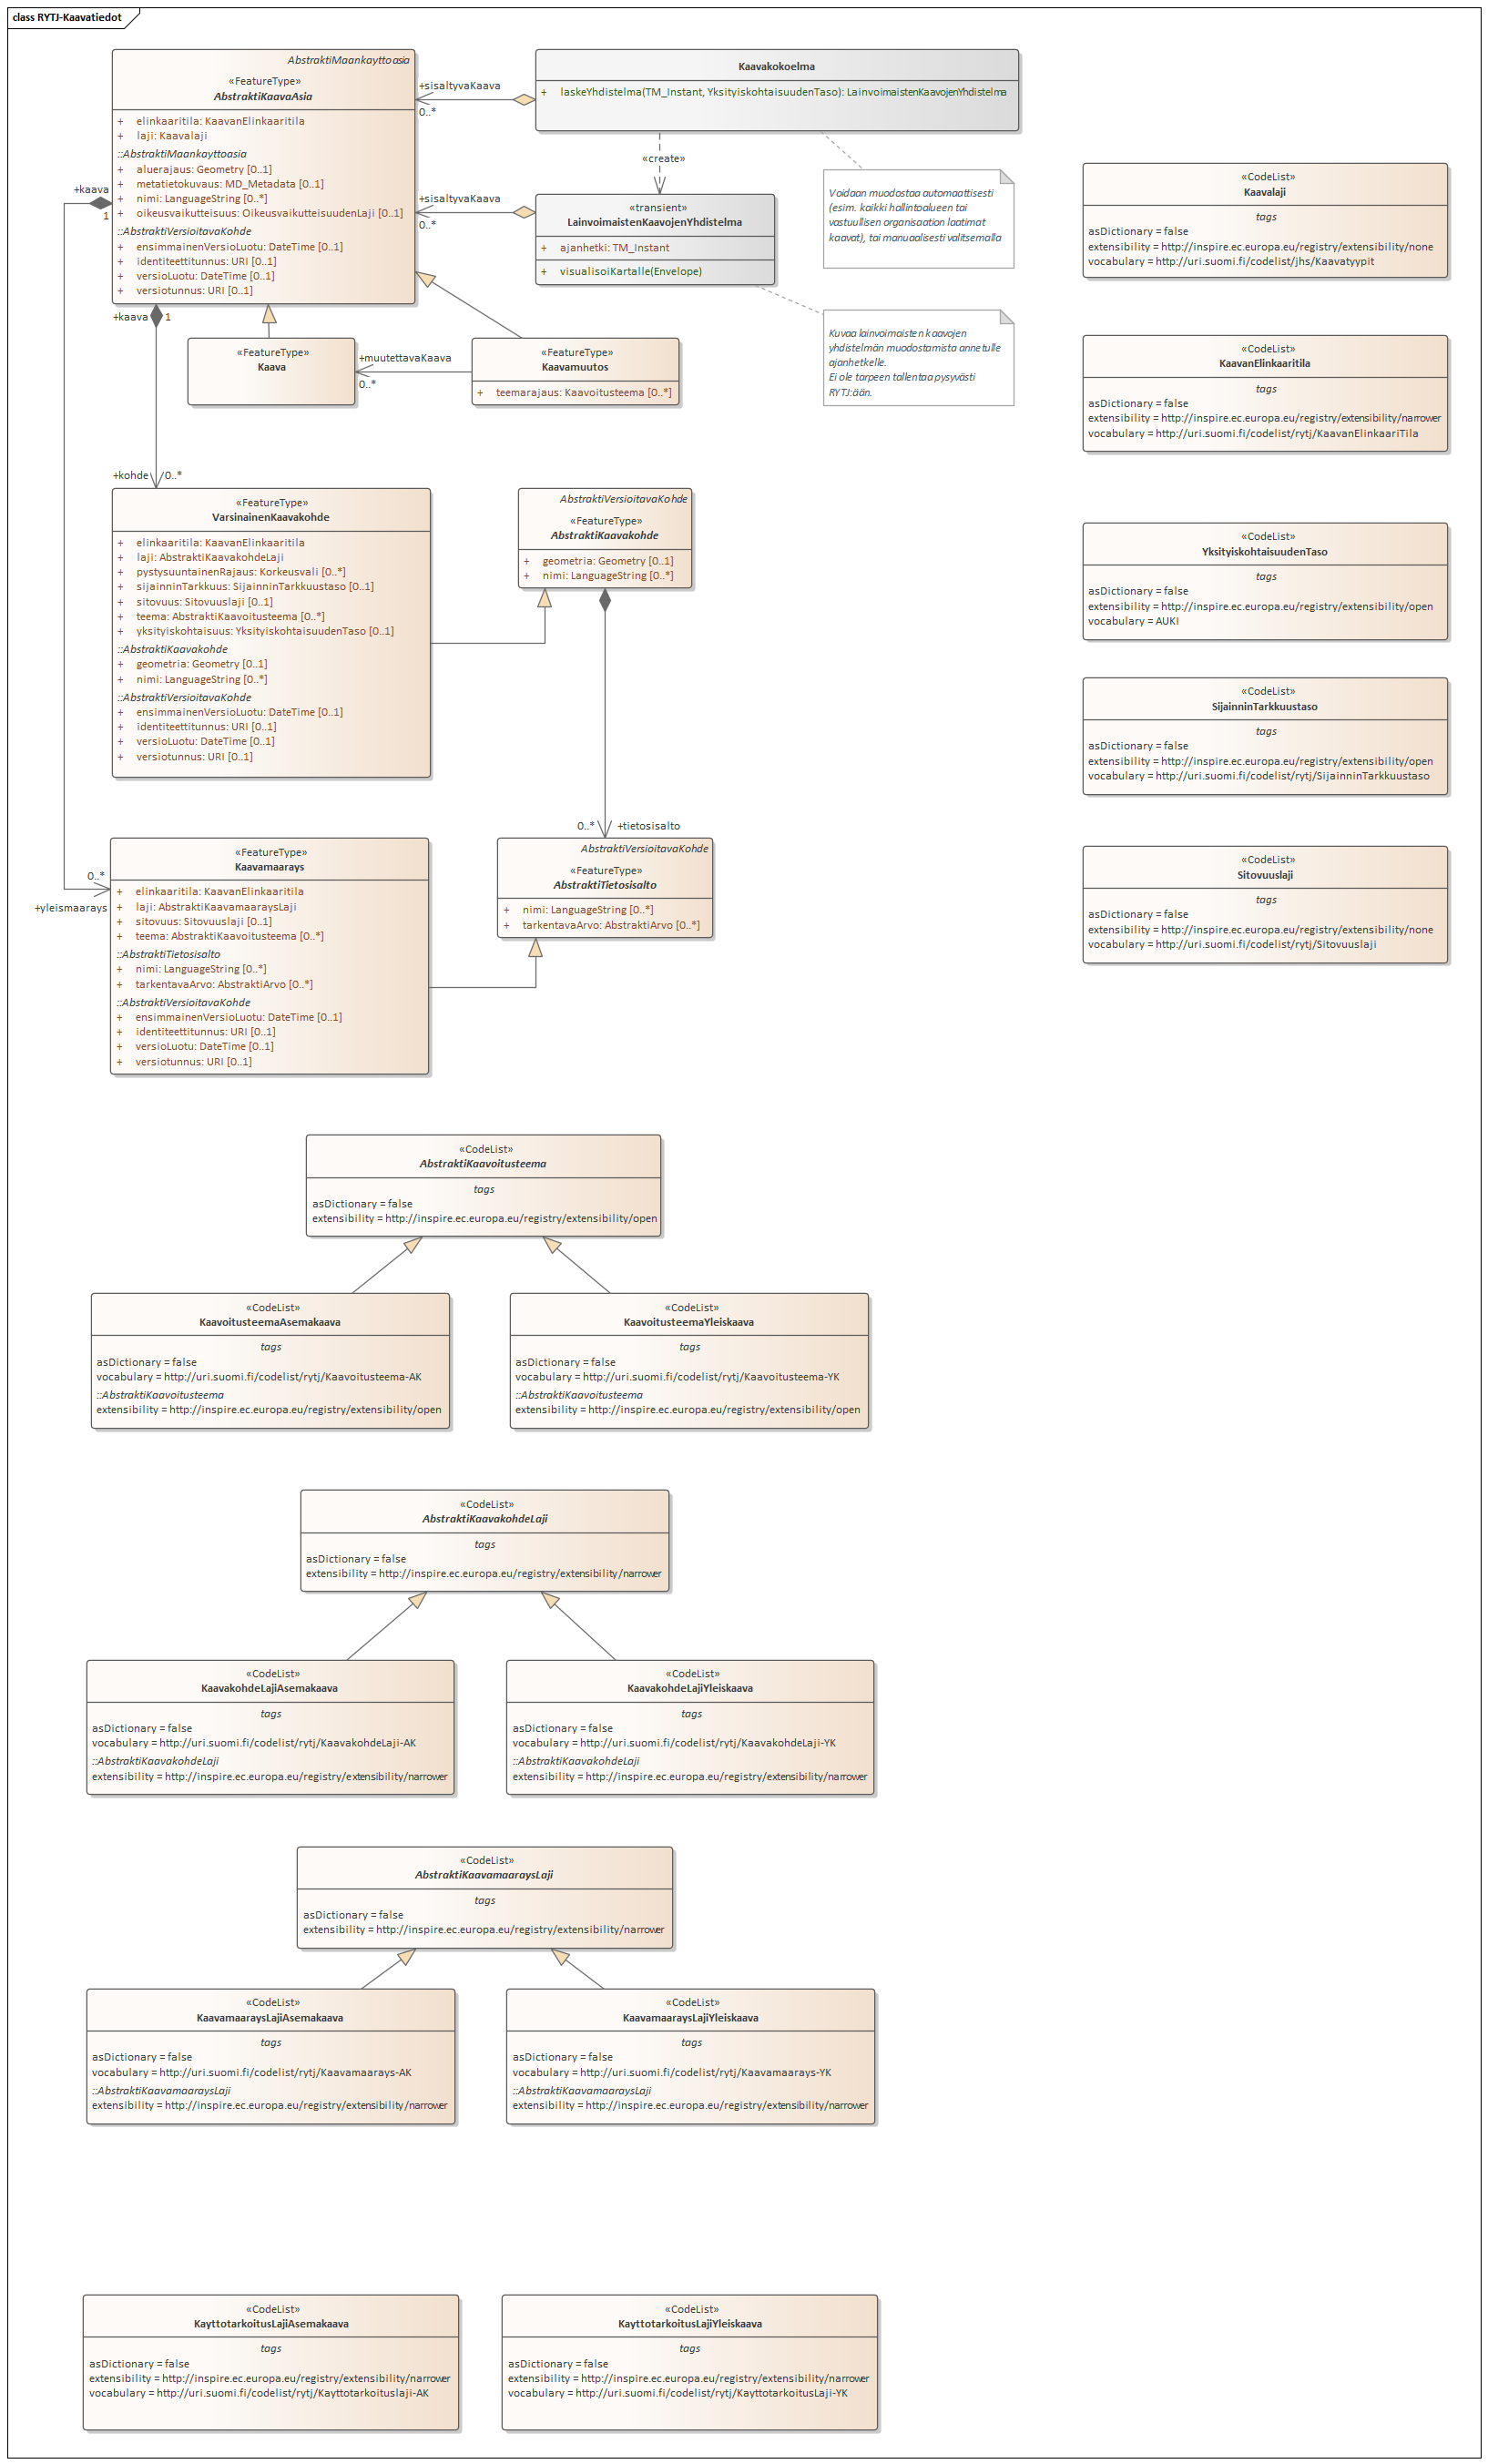 class RYTJ-Kaavatiedot
AbstraktiMaankayttoasia
«FeatureType»
AbstraktiKaavaAsia
+ elinkaaritila: KaavanElinkaaritila
+ laji: Kaavalaji
::AbstraktiMaankayttoasia
+ aluerajaus: Geometry [0..1]
+ metatietokuvaus: MD_Metadata [0..1]
+ nimi: LanguageString [0..*]
+ oikeusvaikutteisuus: OikeusvaikutteisuudenLaji [0..1]
::AbstraktiVersioitavaKohde
+ ensimmainenVersioLuotu: DateTime [0..1]
+ identiteettitunnus: URI [0..1]
+ versioLuotu: DateTime [0..1]
+ versiotunnus: URI [0..1]
+sisaltyvaKaava
0..*
Kaavakokoelma
+ laskeYhdistelma(TM_Instant, YksityiskohtaisuudenTaso): LainvoimaistenKaavojenYhdistelma
«create»
+sisaltyvaKaava
0..*
«transient»
LainvoimaistenKaavojenYhdistelma
+ ajanhetki: TM_Instant
+ visualisoiKartalle(Envelope)
Voidaan muodostaa automaattisesti
(esim. kaikki hallintoalueen tai
vastuullisen organisaation laatimat
kaavat), tai manuaalisesti valitsemalla
Kuvaa lainvoimaisten kaavojen
yhdistelmän muodostamista annetulle
ajanhetkelle.
Ei ole tarpeen tallentaa pysyvästi
RYTJ:ään.
+kaava
1
+kaava
1
«FeatureType»
Kaava
+muutettavaKaava
0..*
«FeatureType»
Kaavamuutos
+ teemarajaus: Kaavoitusteema [0..*]
+kohde
0..*
«FeatureType»
VarsinainenKaavakohde
+ elinkaaritila: KaavanElinkaaritila
+ laji: AbstraktiKaavakohdeLaji
+ pystysuuntainenRajaus: Korkeusvali [0..*]
+ sijainninTarkkuus: SijainninTarkkuustaso [0..1]
+ sitovuus: Sitovuuslaji [0..1]
+ teema: AbstraktiKaavoitusteema [0..*]
+ yksityiskohtaisuus: YksityiskohtaisuudenTaso [0..1]
::AbstraktiKaavakohde
+ geometria: Geometry [0..1]
+ nimi: LanguageString [0..*]
::AbstraktiVersioitavaKohde
+ ensimmainenVersioLuotu: DateTime [0..1]
+ identiteettitunnus: URI [0..1]
+ versioLuotu: DateTime [0..1]
+ versiotunnus: URI [0..1]
AbstraktiVersioitavaKohde
«FeatureType»
AbstraktiKaavakohde
+ geometria: Geometry [0..1]
+ nimi: LanguageString [0..*]
0..*
+tietosisalto
0..*
+yleismaarays
«FeatureType»
Kaavamaarays
+ elinkaaritila: KaavanElinkaaritila
+ laji: AbstraktiKaavamaaraysLaji
+ sitovuus: Sitovuuslaji [0..1]
+ teema: AbstraktiKaavoitusteema [0..*]
::AbstraktiTietosisalto
+ nimi: LanguageString [0..*]
+ tarkentavaArvo: AbstraktiArvo [0..*]
::AbstraktiVersioitavaKohde
+ ensimmainenVersioLuotu: DateTime [0..1]
+ identiteettitunnus: URI [0..1]
+ versioLuotu: DateTime [0..1]
+ versiotunnus: URI [0..1]
AbstraktiVersioitavaKohde
«FeatureType»
AbstraktiTietosisalto
+ nimi: LanguageString [0..*]
+ tarkentavaArvo: AbstraktiArvo [0..*]
«CodeList»
Kaavalaji
tags
asDictionary = false
extensibility = http://inspire.ec.europa.eu/registry/extensibility/none
vocabulary = http://uri.suomi.fi/codelist/jhs/Kaavatyypit
«CodeList»
KaavanElinkaaritila
tags
asDictionary = false
extensibility = http://inspire.ec.europa.eu/registry/extensibility/narrower
vocabulary = http://uri.suomi.fi/codelist/rytj/KaavanElinkaariTila
«CodeList»
YksityiskohtaisuudenTaso
tags
asDictionary = false
extensibility = http://inspire.ec.europa.eu/registry/extensibility/open
vocabulary = AUKI
«CodeList»
SijainninTarkkuustaso
tags
asDictionary = false
extensibility = http://inspire.ec.europa.eu/registry/extensibility/open
vocabulary = http://uri.suomi.fi/codelist/rytj/SijainninTarkkuustaso
«CodeList»
Sitovuuslaji
tags
asDictionary = false
extensibility = http://inspire.ec.europa.eu/registry/extensibility/none
vocabulary = http://uri.suomi.fi/codelist/rytj/Sitovuuslaji
«CodeList»
AbstraktiKaavoitusteema
tags
asDictionary = false
extensibility = http://inspire.ec.europa.eu/registry/extensibility/open
«CodeList»
KaavoitusteemaAsemakaava
tags
asDictionary = false
vocabulary = http://uri.suomi.fi/codelist/rytj/Kaavoitusteema-AK
::AbstraktiKaavoitusteema
extensibility = http://inspire.ec.europa.eu/registry/extensibility/open
«CodeList»
KaavoitusteemaYleiskaava
tags
asDictionary = false
vocabulary = http://uri.suomi.fi/codelist/rytj/Kaavoitusteema-YK
::AbstraktiKaavoitusteema
extensibility = http://inspire.ec.europa.eu/registry/extensibility/open
«CodeList»
AbstraktiKaavakohdeLaji
tags
asDictionary = false
extensibility = http://inspire.ec.europa.eu/registry/extensibility/narrower
«CodeList»
KaavakohdeLajiAsemakaava
tags
asDictionary = false
vocabulary = http://uri.suomi.fi/codelist/rytj/KaavakohdeLaji-AK
::AbstraktiKaavakohdeLaji
extensibility = http://inspire.ec.europa.eu/registry/extensibility/narrower
«CodeList»
KaavakohdeLajiYleiskaava
tags
asDictionary = false
vocabulary = http://uri.suomi.fi/codelist/rytj/KaavakohdeLaji-YK
::AbstraktiKaavakohdeLaji
extensibility = http://inspire.ec.europa.eu/registry/extensibility/narrower
«CodeList»
AbstraktiKaavamaaraysLaji
tags
asDictionary = false
extensibility = http://inspire.ec.europa.eu/registry/extensibility/narrower
«CodeList»
KaavamaaraysLajiAsemakaava
tags
asDictionary = false
vocabulary = http://uri.suomi.fi/codelist/rytj/Kaavamaarays-AK
::AbstraktiKaavamaaraysLaji
extensibility = http://inspire.ec.europa.eu/registry/extensibility/narrower
«CodeList»
KaavamaaraysLajiYleiskaava
tags
asDictionary = false
vocabulary = http://uri.suomi.fi/codelist/rytj/Kaavamaarays-YK
::AbstraktiKaavamaaraysLaji
extensibility = http://inspire.ec.europa.eu/registry/extensibility/narrower
«CodeList»
KayttotarkoitusLajiAsemakaava
tags
asDictionary = false
extensibility = http://inspire.ec.europa.eu/registry/extensibility/narrower
vocabulary = http://uri.suomi.fi/codelist/rytj/Kayttotarkoituslaji-AK
«CodeList»
KayttotarkoitusLajiYleiskaava
tags
asDictionary = false
extensibility = http://inspire.ec.europa.eu/registry/extensibility/narrower
vocabulary = http://uri.suomi.fi/codelist/rytj/KayttotarkoitusLaji-YK